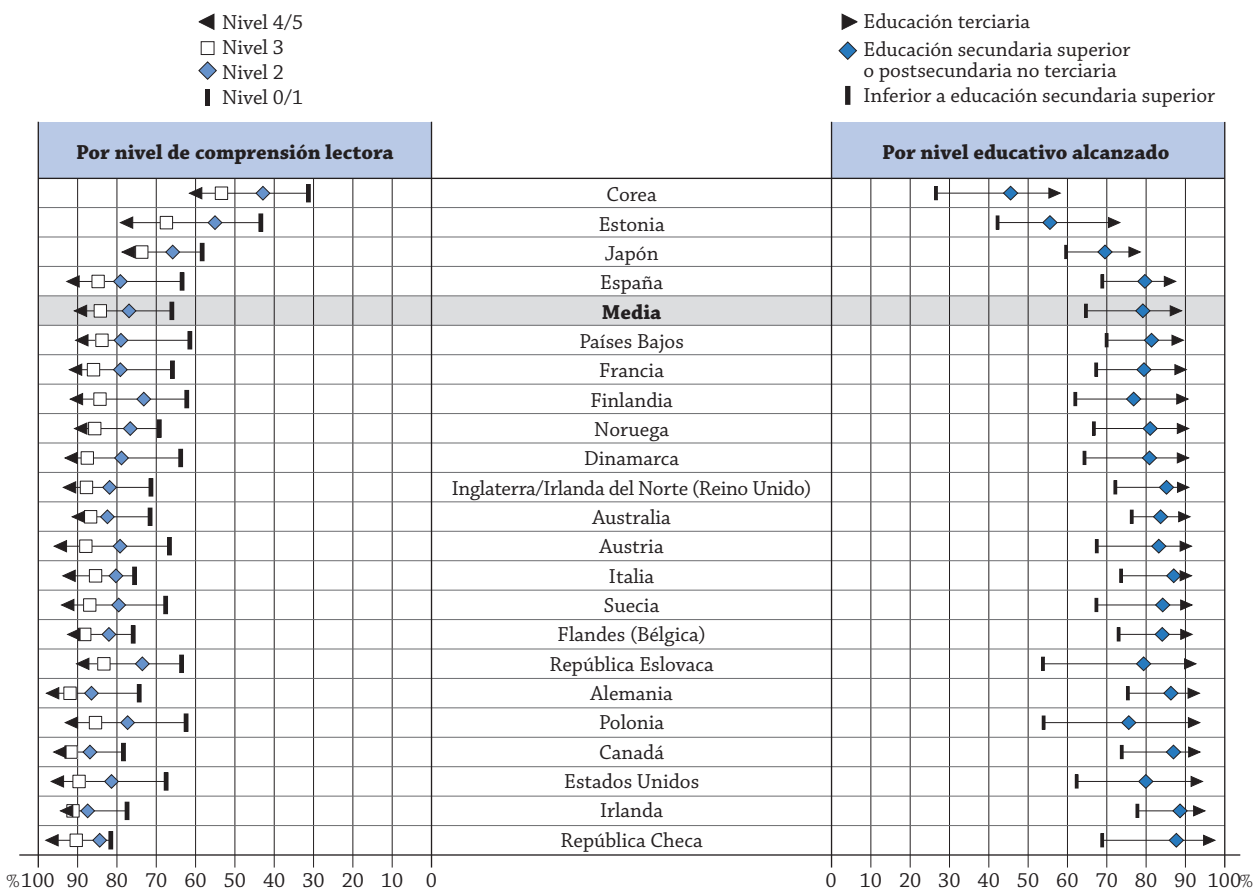 Nivel 4/5
Nivel 3
Nivel 2
Nivel 0/1
Educación terciaria
Educación secundaria superior
o postsecundaria no terciaria
Inferior a educación secundaria superior
Por nivel de comprensión lectora
Por nivel educativo alcanzado
Corea
Estonia
Japón
España
Media
Países Bajos
Francia
Finlandia
Noruega
Dinamarca
Inglaterra/Irlanda del Norte (Reino Unido)
Australia
Austria
Italia
Suecia
Flandes (Bélgica)
República Eslovaca
Alemania
Polonia
Canadá
Estados Unidos
Irlanda
República Checa
%100 90 80 70 60 50 40 30 20 10 0
0 10 20 30 40 50 60 70 80 90 100%